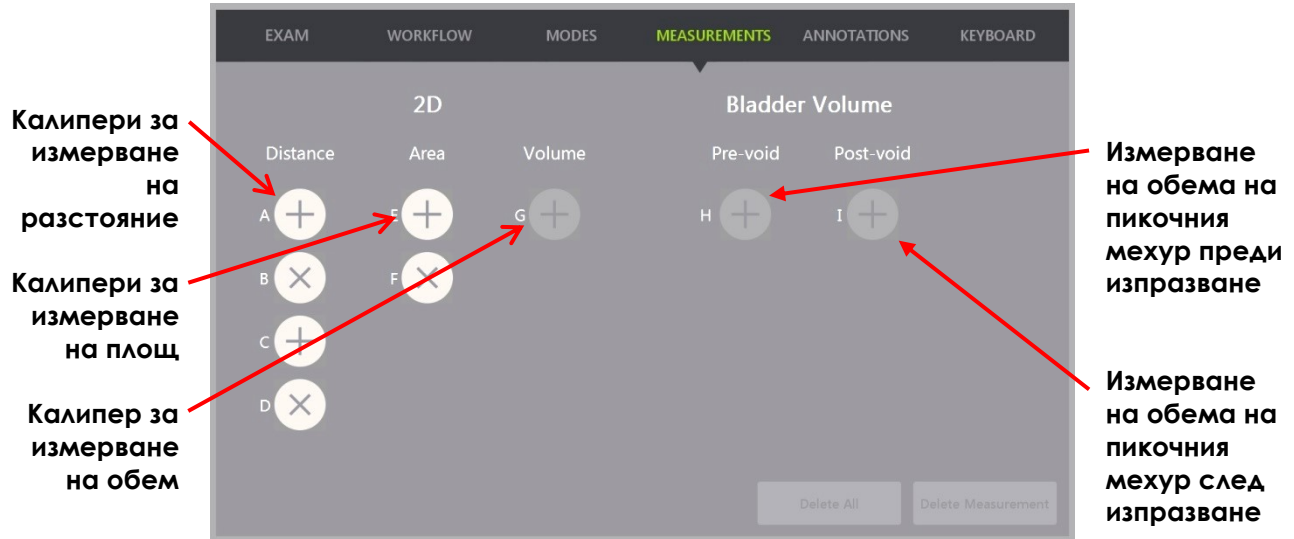 EXAM WORKFLOW MODES MEASUREMENTS ANNOTATIONS KEYBOARD
2D
Bladder Volume
Distance Area Volume
Pre-void Post-void
A
B
C
D
E
F
G
H
I
Delete All
Delete Measurement
Калипери за
измерване
на
разстояние
Калипери за
измерване
на площ
Калипер за
измерване
на обем
Измерване
на обема на
пикочния
мехур преди
изпразване
Измерване
на обема на
пикочния
мехур след
изпразване